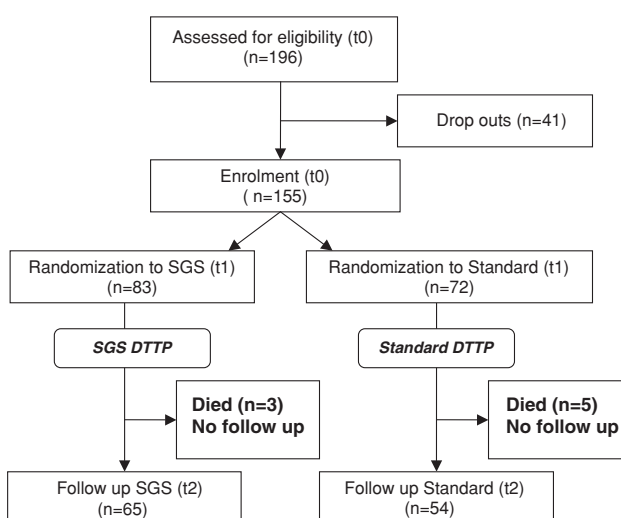 Assessed for eligibility (t0)
(n=196)
Drop outs (n=41)
Enrolment (t0)
( n=155)
Randomization to SGS (t1)
(n=83)
Randomization to Standard (t1)
(n=72)
SGS DTTP
Standard DTTP
Died (n=3)
No follow up
Died (n=5)
No follow up
Follow up SGS (t2)
(n=65)
Follow up Standard (t2)
(n=54)